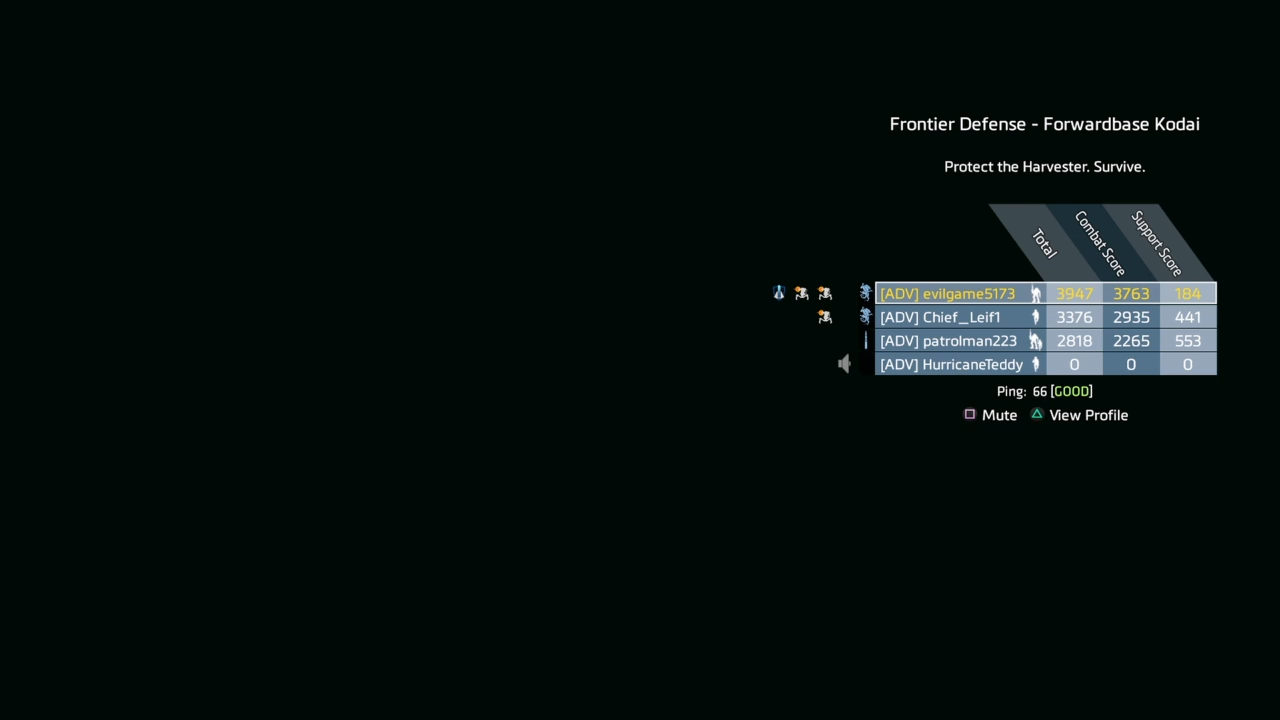 Frontier Defense - Forwardbase Kodai
Protect the Harvester. Survive.
Total Combat Score Support Score
[ADV] evilgame5173 3947 3763 184
[ADV] Chief_Leif1 3376 2935 441
[ADV] patrolman223 2818 2265 553
[ADV] HurricaneTeddy 0 0 0
Ping: 66 [GOOD]
Mute View Profile